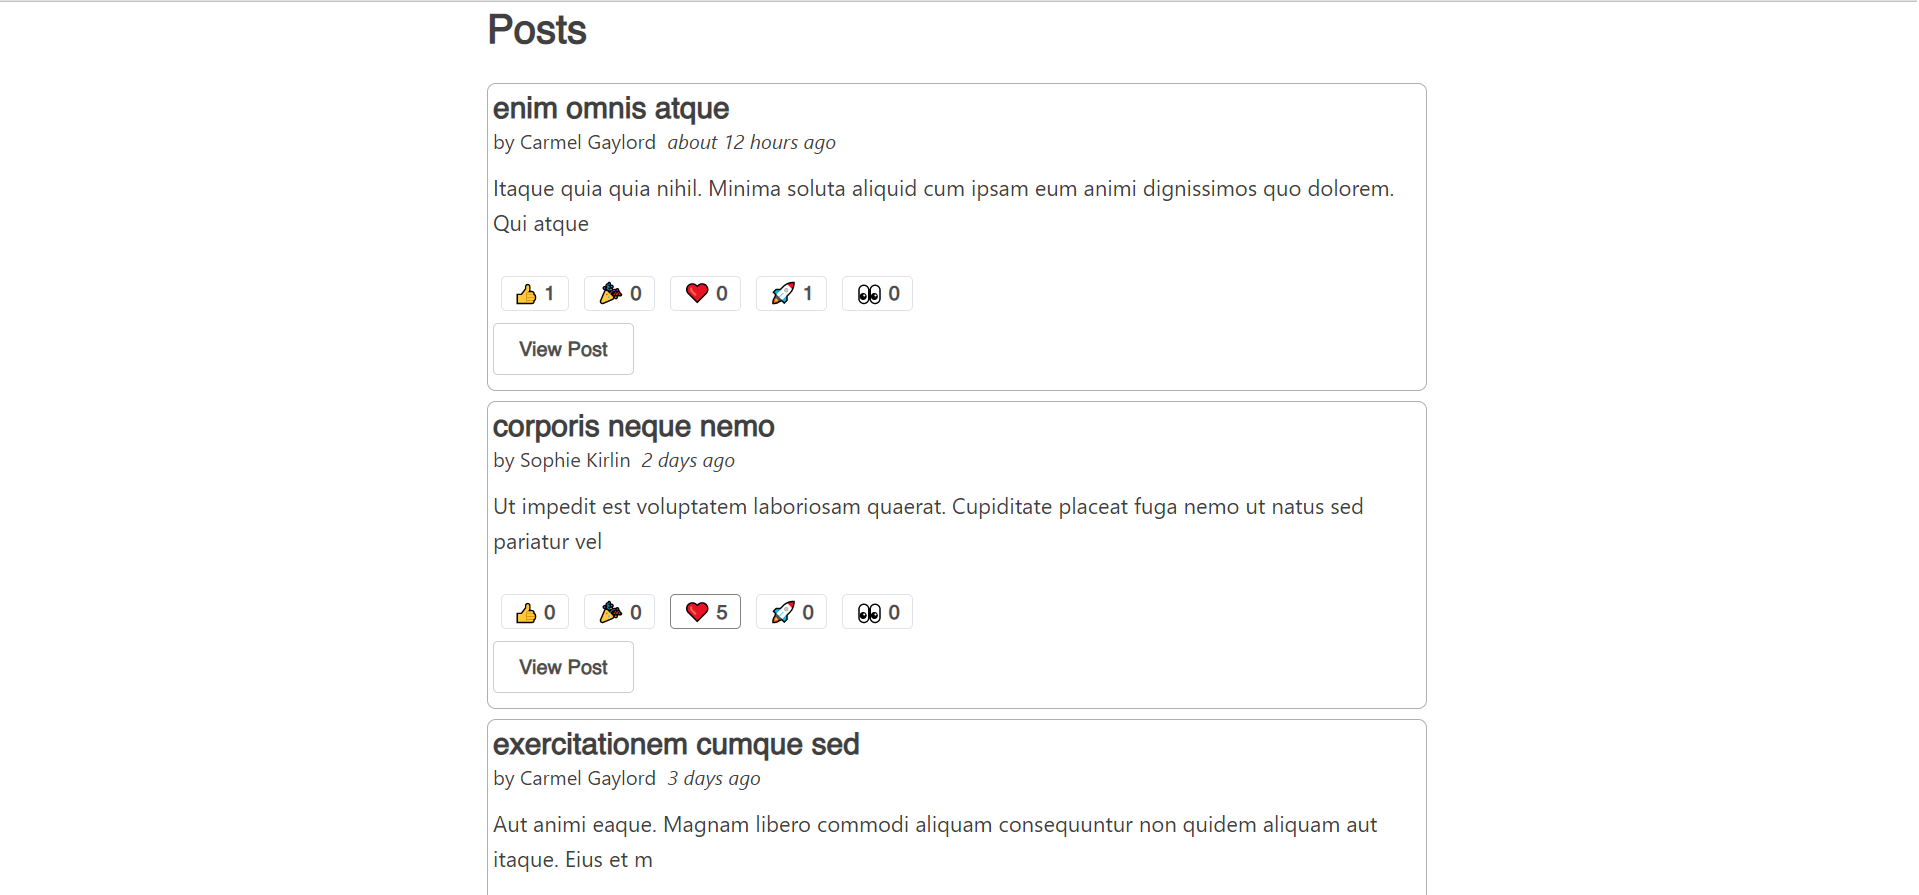 Posts
enim omnis atque
by Carmel Gaylord about 12 hours ago
Itaque quia quia nihil. Minima soluta aliquid cum ipsam eum animi dignissimos quo dolorem.
Qui atque
👍 1 🎉 0 ❤️ 0 🚀 1 👀 0
View Post
corporis neque nemo
by Sophie Kirlin 2 days ago
Ut impedit est voluptatem laboriosam quaerat. Cupiditate placeat fuga nemo ut natus sed
pariatur vel
👍 0 🎉 0 ❤️ 5 🚀 0 👀 0
View Post
exercitationem cumque sed
by Carmel Gaylord 3 days ago
Aut animi eaque. Magnam libero commodi aliquam consequuntur non quidem aliquam aut
itaque. Eius et m